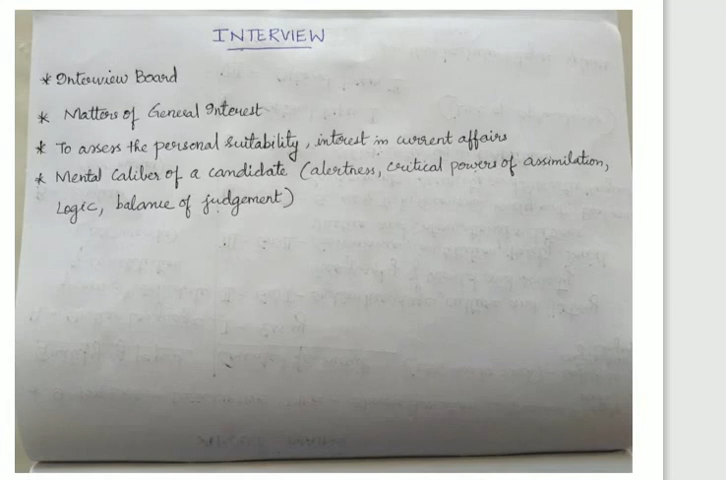 INTERVIEW
* Interview Board
* Matters of General Interest
* To assess the personal suitability, interest in current affairs
* Mental Caliber of a candidate (alertness, critical powers of assimilation,
Logic, balance of judgement)